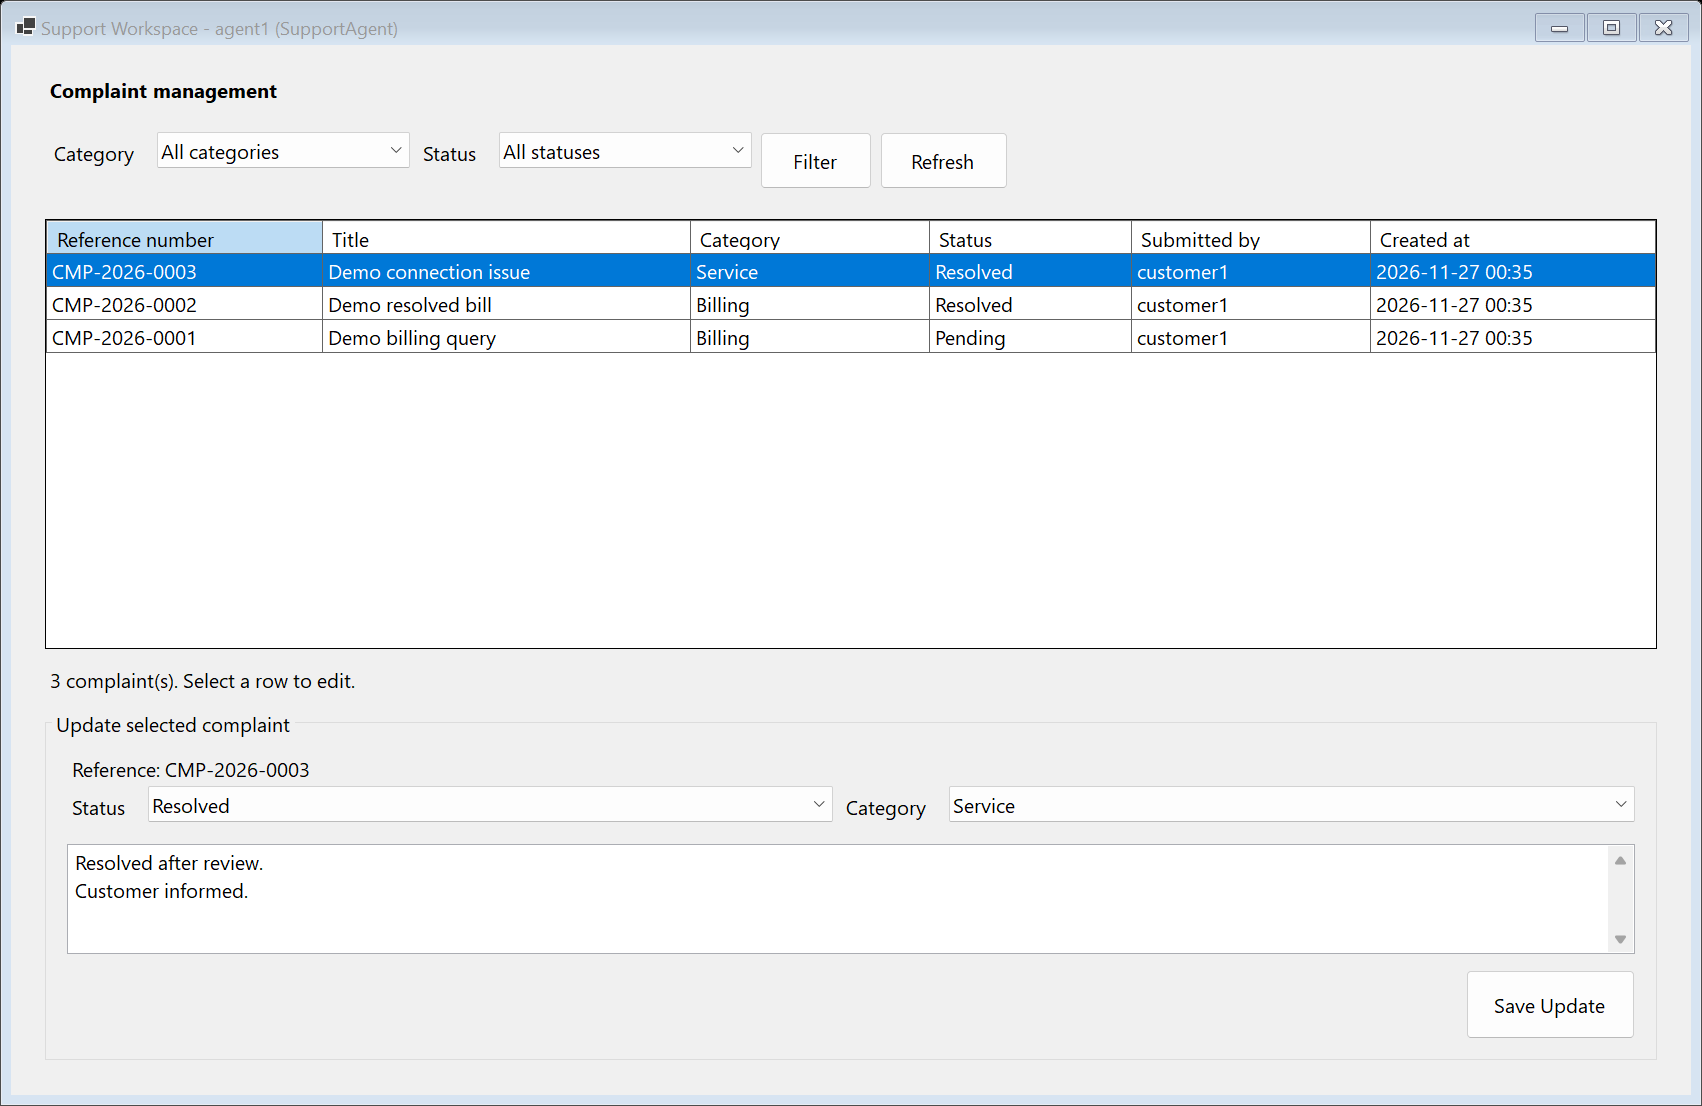 Support Workspace - agent1 (SupportAgent)
Complaint management
Category All categories Status All statuses Filter Refresh
Reference number Title Category Status Submitted by Created at
CMP-2026-0003 Demo connection issue Service Resolved customer1 2026-11-27 00:35
CMP-2026-0002 Demo resolved bill Billing Resolved customer1 2026-11-27 00:35
CMP-2026-0001 Demo billing query Billing Pending customer1 2026-11-27 00:35
3 complaint(s). Select a row to edit.
Update selected complaint
Reference: CMP-2026-0003
Status Resolved Category Service
Resolved after review.
Customer informed.
Save Update